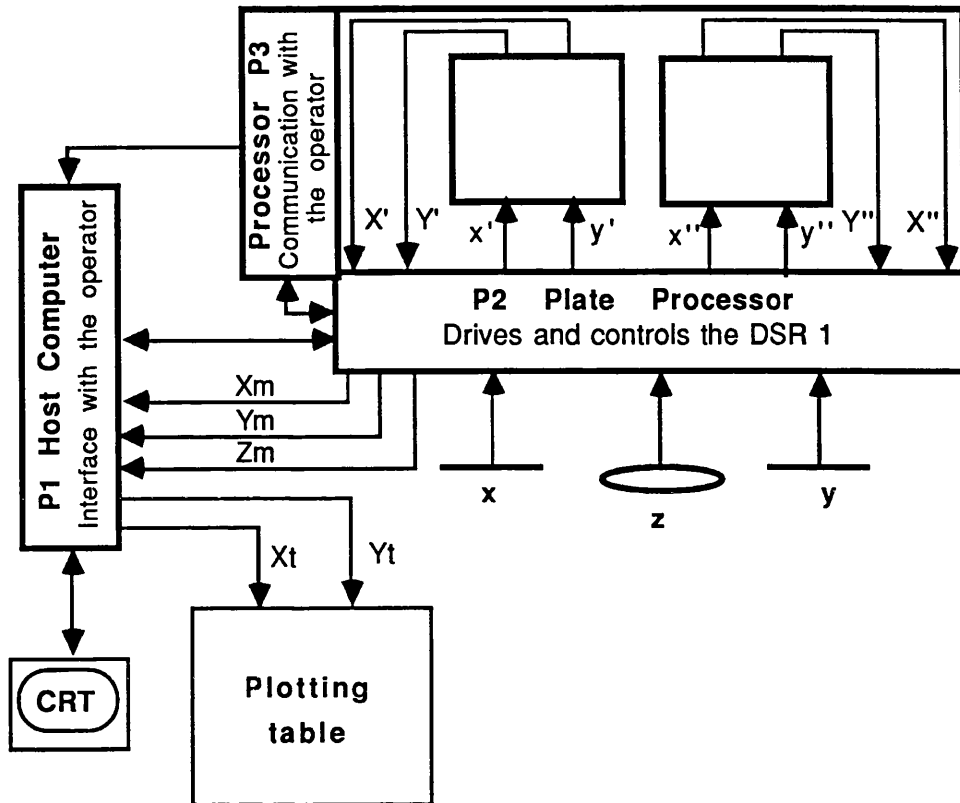 Processor P3
Communication with
the operator
P1 Host Computer
Interface with the operator
X' Y' x' y' x'' y'' Y" X"
P2 Plate Processor
Drives and controls the DSR 1
Xm
Ym
Zm
x
z
y
Xt Yt
CRT
Plotting
table